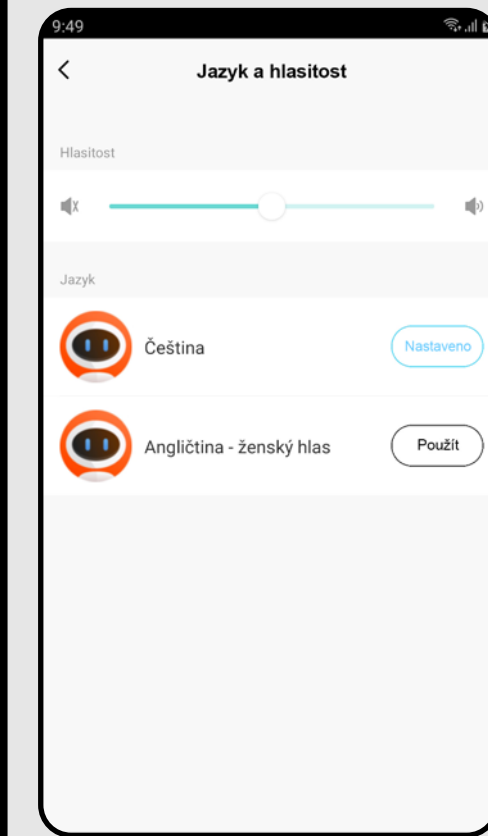 9:49
Jazyk a hlasitost
Hlasitost
Jazyk
Čeština
Nastaveno
Angličtina - ženský hlas
Použít